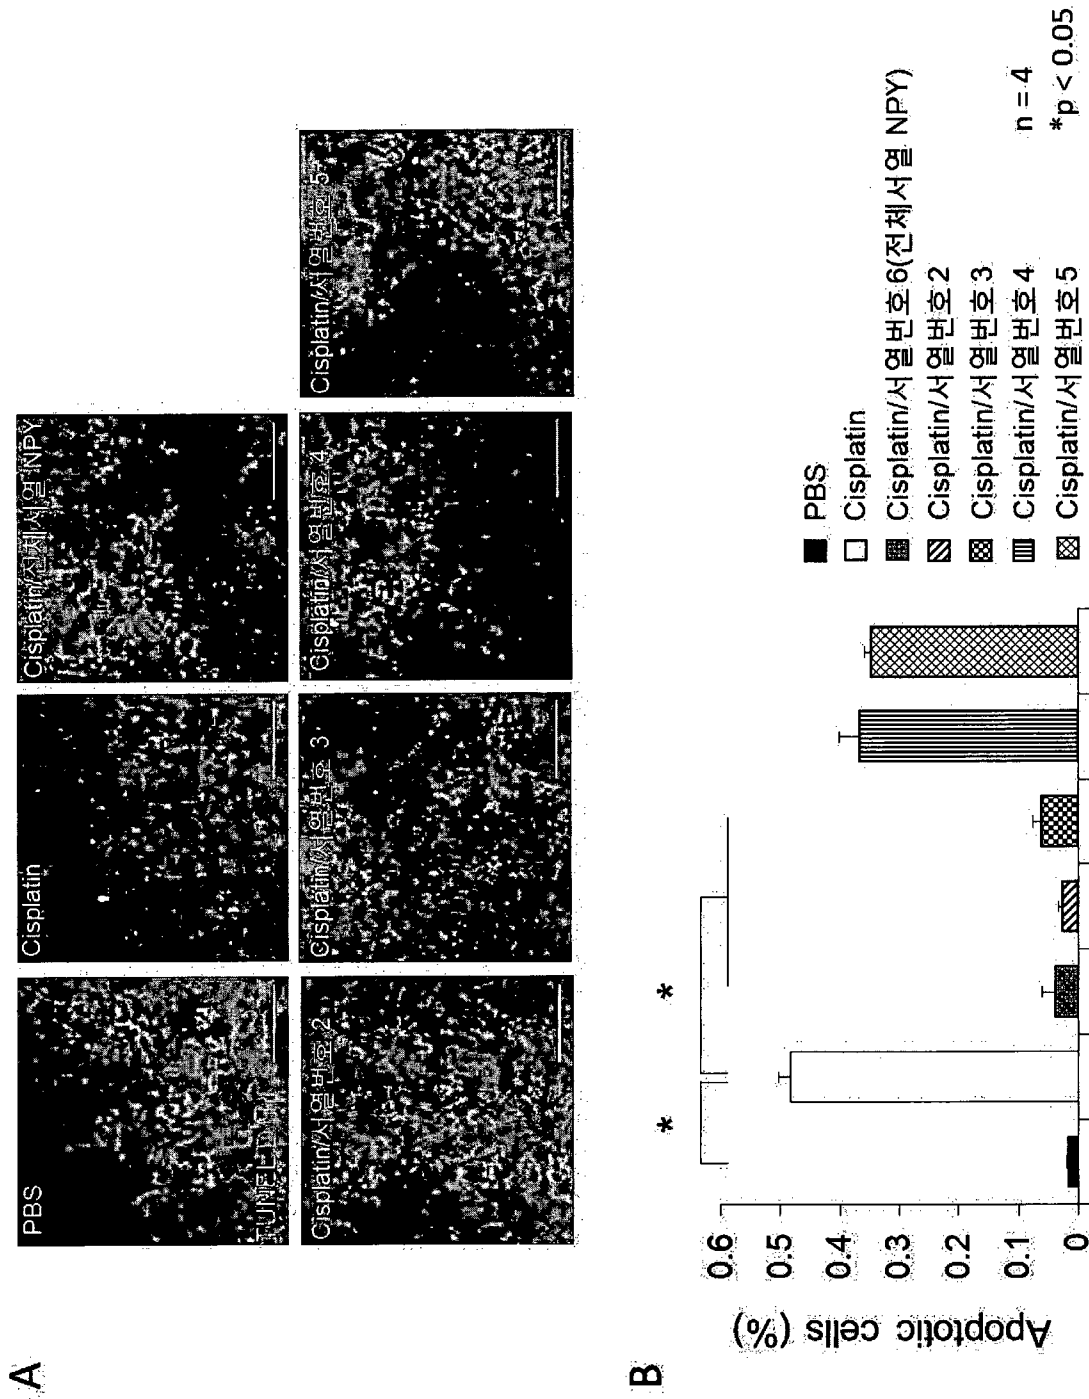 A
PBS
TUNEL DAPI
Cisplatin
Cisplatin/전체서열 NPY
Cisplatin/서열번호 2
Cisplatin/서열번호 3
Cisplatin/서열번호 4
Cisplatin/서열번호 5
B
Apoptotic cells (%)
0.6
0.5
0.4
0.3
0.2
0.1
0
*
*
PBS
Cisplatin
Cisplatin/서열번호 6(전체서열 NPY)
Cisplatin/서열번호 2
Cisplatin/서열번호 3
Cisplatin/서열번호 4
Cisplatin/서열번호 5
n = 4
*p < 0.05